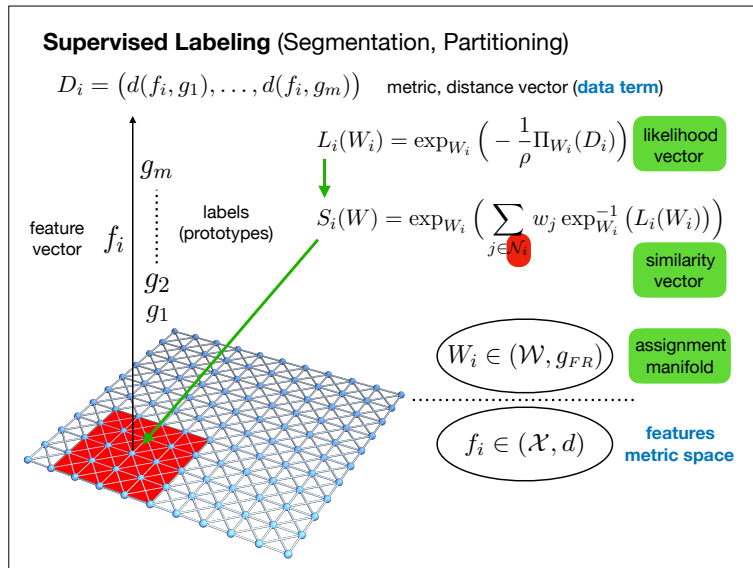 Supervised Labeling (Segmentation, Partitioning)
D_i = (d(f_i, g_1), …, d(f_i, g_m)) metric, distance vector (data term)
L_i(W_i) = exp_{W_i} ( − 1/ρ Π_{W_i}(D_i) ) likelihood vector
g_m
S_i(W) = exp_{W_i} ( ∑_{j∈𝒩_i} w_j exp^{-1}_{W_i} (L_i(W_i)) )
feature
vector
f_i
labels
(prototypes)
similarity
vector
g_2
g_1
W_i ∈ (𝒲, g_{FR})
assignment
manifold
f_i ∈ (𝒳, d)
features
metric space